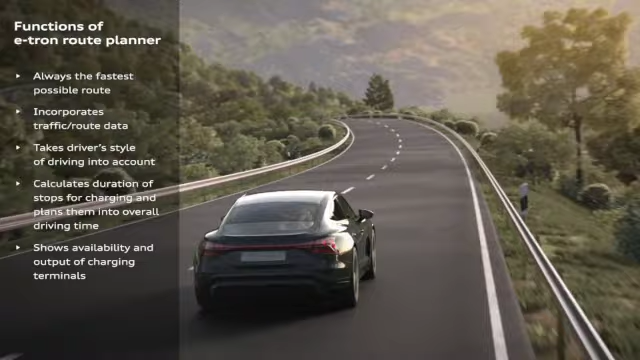 Functions of
e-tron route planner
‣ Always the fastest
possible route
‣ Incorporates
traffic/route data
‣ Takes driver's style
of driving into account
‣ Calculates duration of
stops for charging and
plans them into overall
driving time
‣ Shows availability and
output of charging
terminals